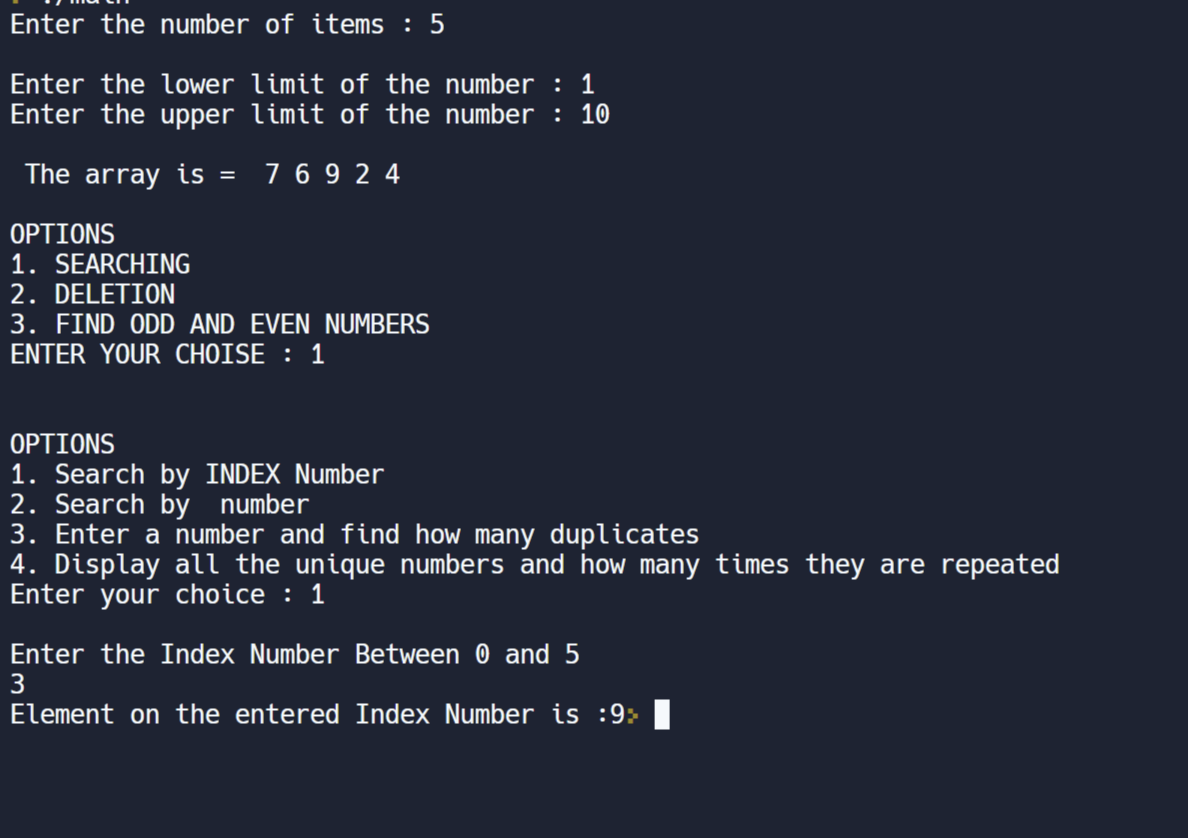 ./math
Enter the number of items : 5
Enter the lower limit of the number : 1
Enter the upper limit of the number : 10
The array is =  7 6 9 2 4
OPTIONS
1. SEARCHING
2. DELETION
3. FIND ODD AND EVEN NUMBERS
ENTER YOUR CHOISE : 1
OPTIONS
1. Search by INDEX Number
2. Search by  number
3. Enter a number and find how many duplicates
4. Display all the unique numbers and how many times they are repeated
Enter your choice : 1
Enter the Index Number Between 0 and 5
3
Element on the entered Index Number is :9